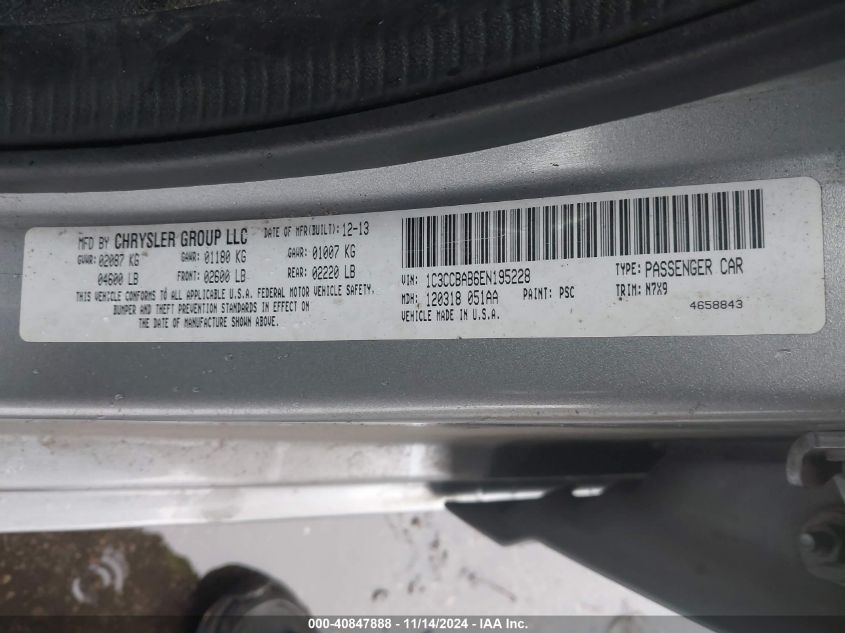 MFD BY CHRYSLER GROUP LLC DATE OF MFR(BUILT): 12-13
GVWR: 02087 KG GAWR: 01180 KG GAWR: 01007 KG
04600 LB FRONT: 02600 LB REAR: 02220 LB
THIS VEHICLE CONFORMS TO ALL APPLICABLE U.S.A. FEDERAL MOTOR VEHICLE SAFETY,
BUMPER AND THEFT PREVENTION STANDARDS IN EFFECT ON
THE DATE OF MANUFACTURE SHOWN ABOVE.
VIN: 1C3CCBAB6EN195228 TYPE: PASSENGER CAR
MDH: 120318 051AA PAINT: PSC TRIM: N7X9
VEHICLE MADE IN U.S.A. 4658843
000-40847888 - 11/14/2024 - IAA Inc.